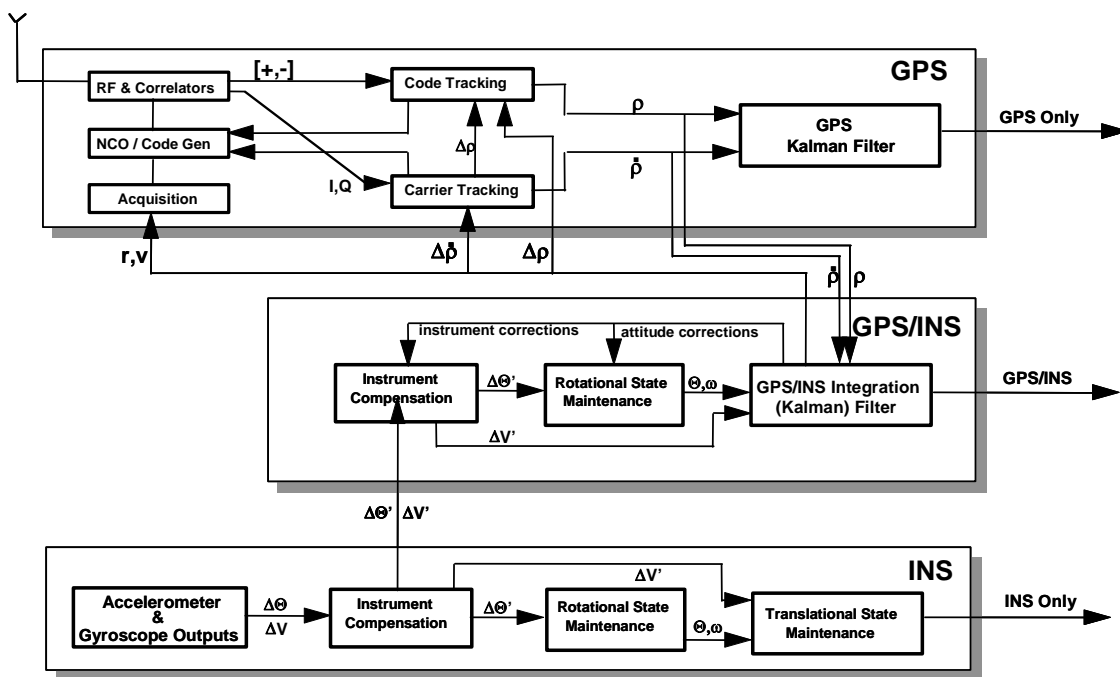 GPS
[+,-]
RF & Correlators
Code Tracking
ρ
GPS Only
GPS
Kalman Filter
NCO / Code Gen
Δρ
ρ̇
I,Q
Carrier Tracking
Acquisition
r,v
Δρ̇
Δρ
ρ̇
ρ
GPS/INS
instrument corrections
attitude corrections
Instrument
Compensation
ΔΘ’
Rotational State
Maintenance
Θ,ω
GPS/INS Integration
(Kalman) Filter
GPS/INS
ΔV’
ΔΘ’
ΔV’
INS
ΔV’
Accelerometer
&
Gyroscope Outputs
ΔΘ
ΔV
Instrument
Compensation
ΔΘ’
Rotational State
Maintenance
Θ,ω
Translational State
Maintenance
INS Only